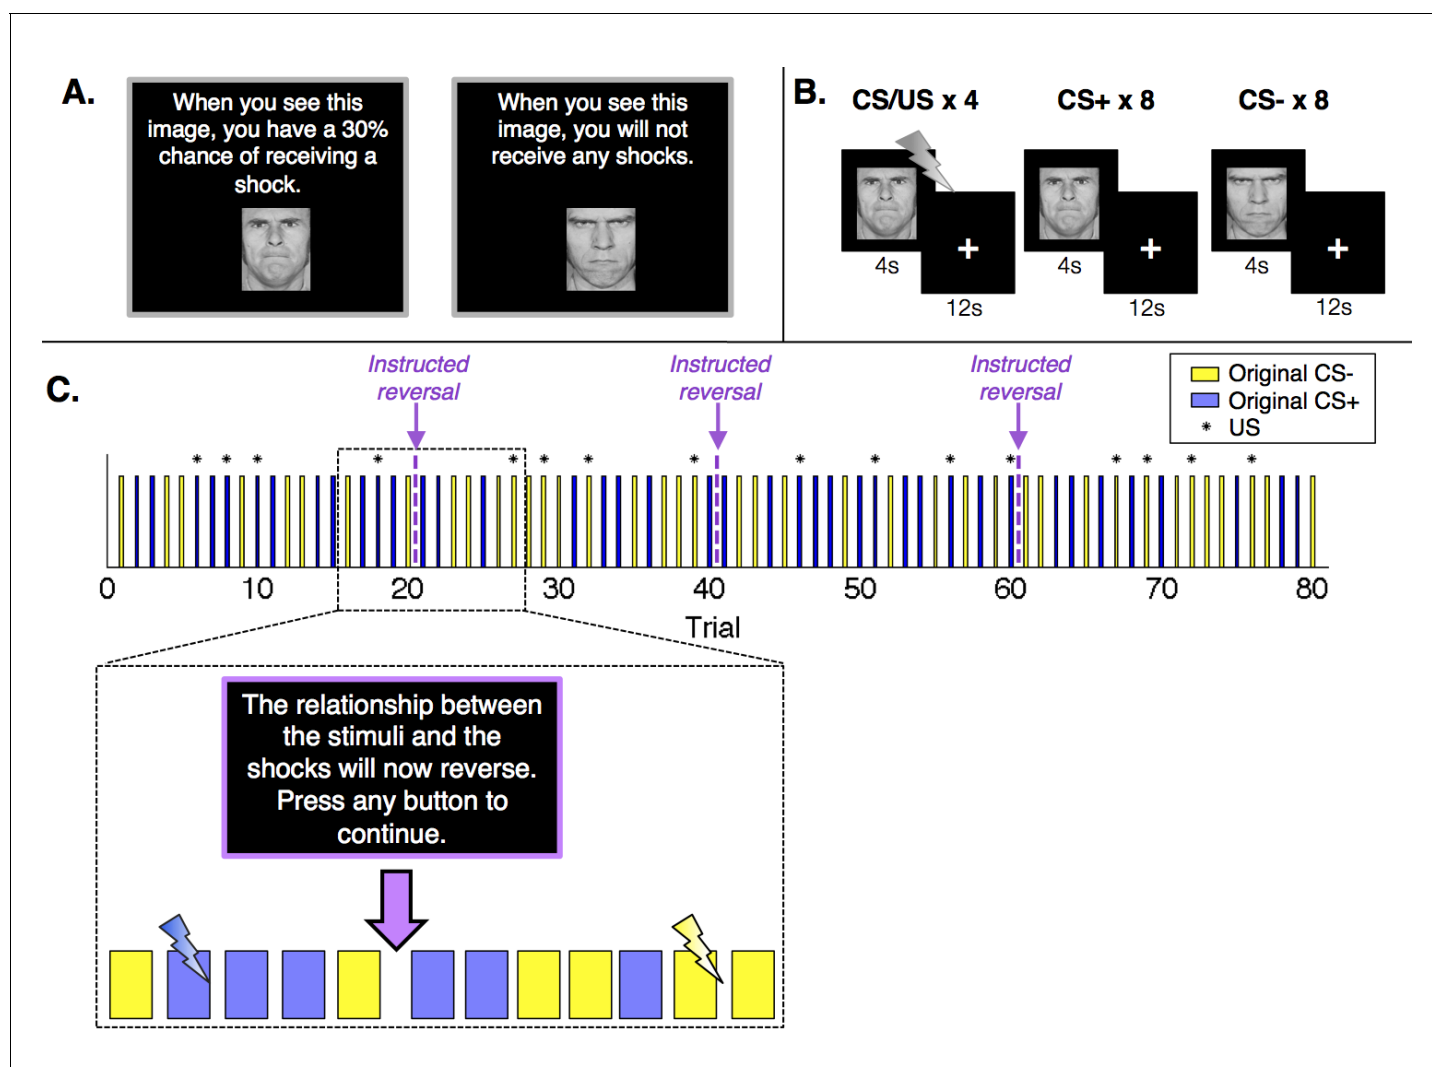 A.
When you see this
image, you have a 30%
chance of receiving a
shock.
When you see this
image, you will not
receive any shocks.
B.
CS/US x 4
CS+ x 8
CS- x 8
4s
12s
4s
12s
4s
12s
C.
Instructed
reversal
Instructed
reversal
Instructed
reversal
Original CS-
Original CS+
* US
* * * * * * * * * * * * * * * *
0 10 20 30 40 50 60 70 80
Trial
The relationship between
the stimuli and the
shocks will now reverse.
Press any button to
continue.